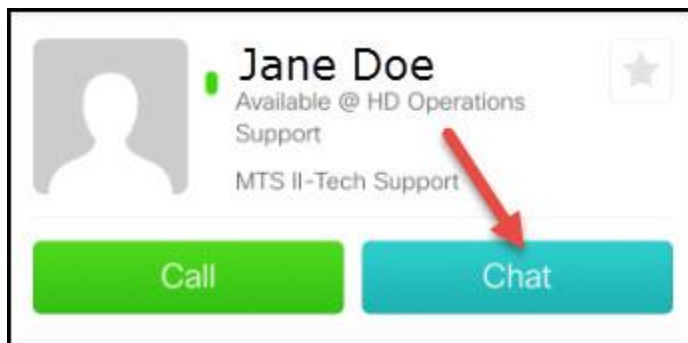 Jane Doe
Available @ HD Operations
Support
MTS II-Tech Support
Call
Chat